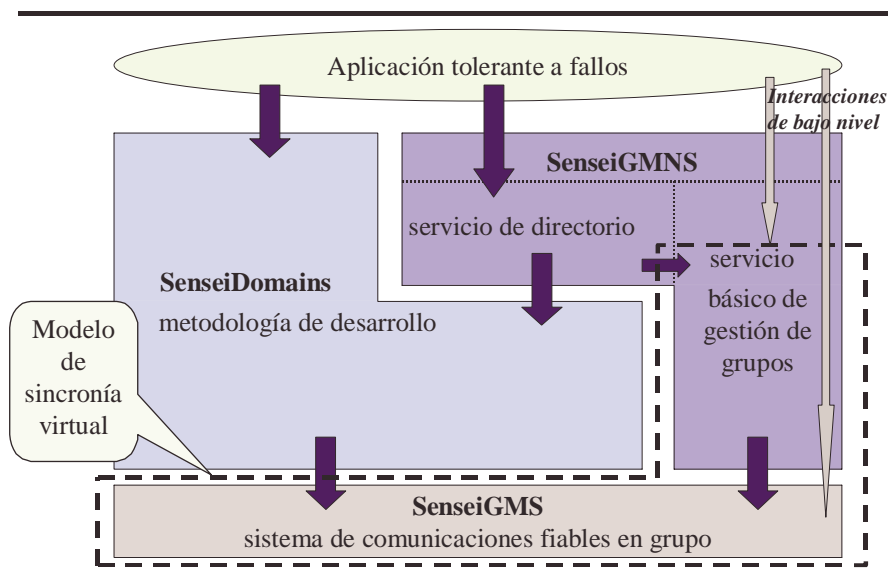 Aplicación tolerante a fallos
Interacciones
de bajo nivel
SenseiGMNS
servicio de directorio
servicio
básico de
gestión de
grupos
SenseiDomains
metodología de desarrollo
Modelo
de
sincronía
virtual
SenseiGMS
sistema de comunicaciones fiables en grupo